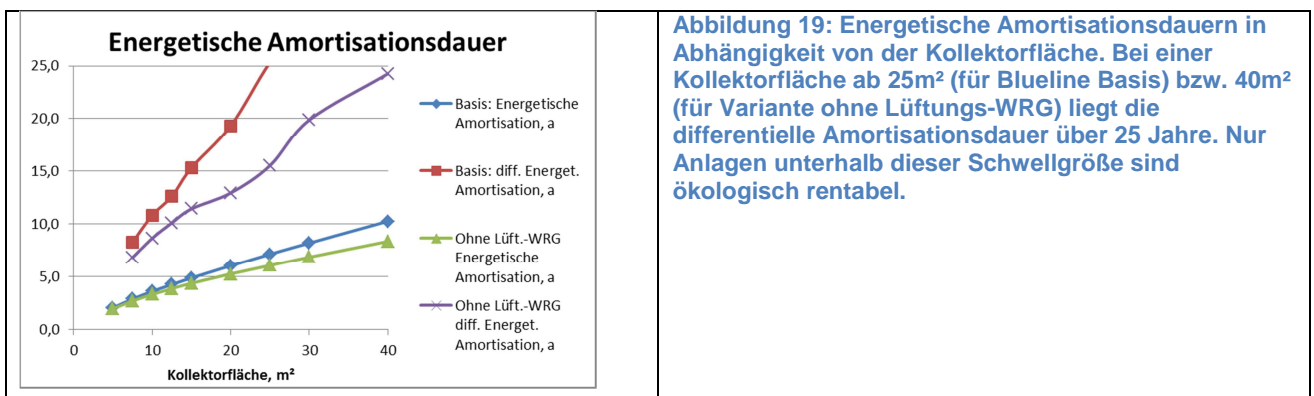 Energetische Amortisationsdauer
25,0
20,0
15,0
10,0
5,0
0,0
0
10
20
30
40
Kollektorfläche, m²
Basis: Energetische
Amortisation, a
Basis: diff. Energet.
Amortisation, a
Ohne Lüft.-WRG
Energetische
Amortisation, a
Ohne Lüft.-WRG
diff. Energet.
Amortisation, a
Abbildung 19: Energetische Amortisationsdauern in
Abhängigkeit von der Kollektorfläche. Bei einer
Kollektorfläche ab 25m² (für Blueline Basis) bzw. 40m²
(für Variante ohne Lüftungs-WRG) liegt die
differentielle Amortisationsdauer über 25 Jahre. Nur
Anlagen unterhalb dieser Schwellgröße sind
ökologisch rentabel.